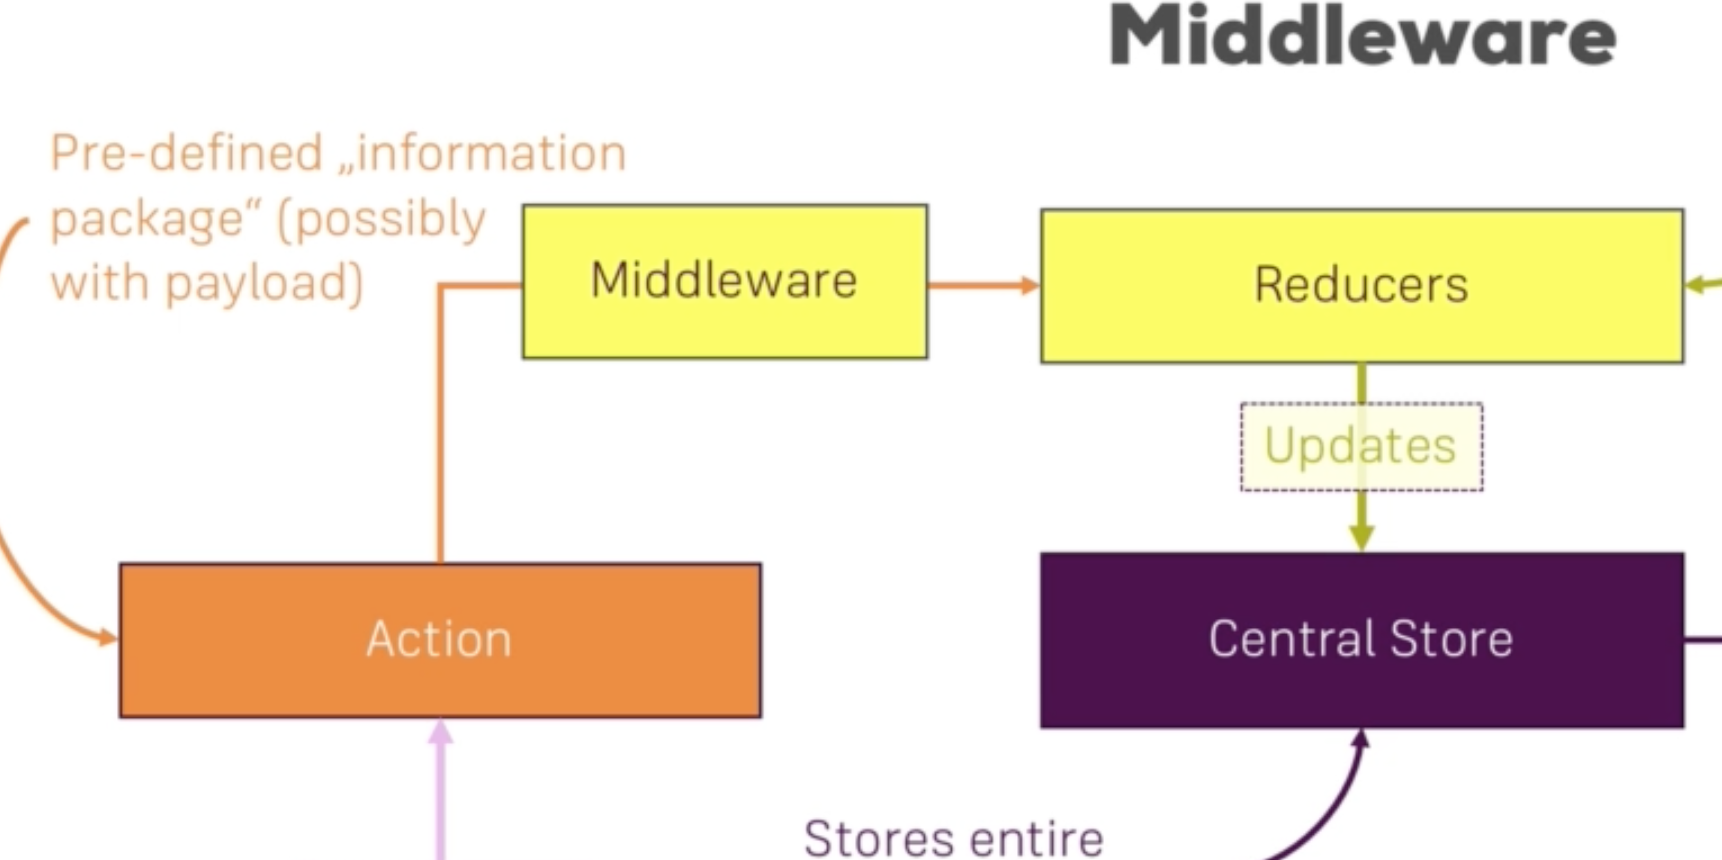 Middleware
Pre-defined „information
package“ (possibly
with payload)
Middleware
Reducers
Updates
Action
Central Store
Stores entire